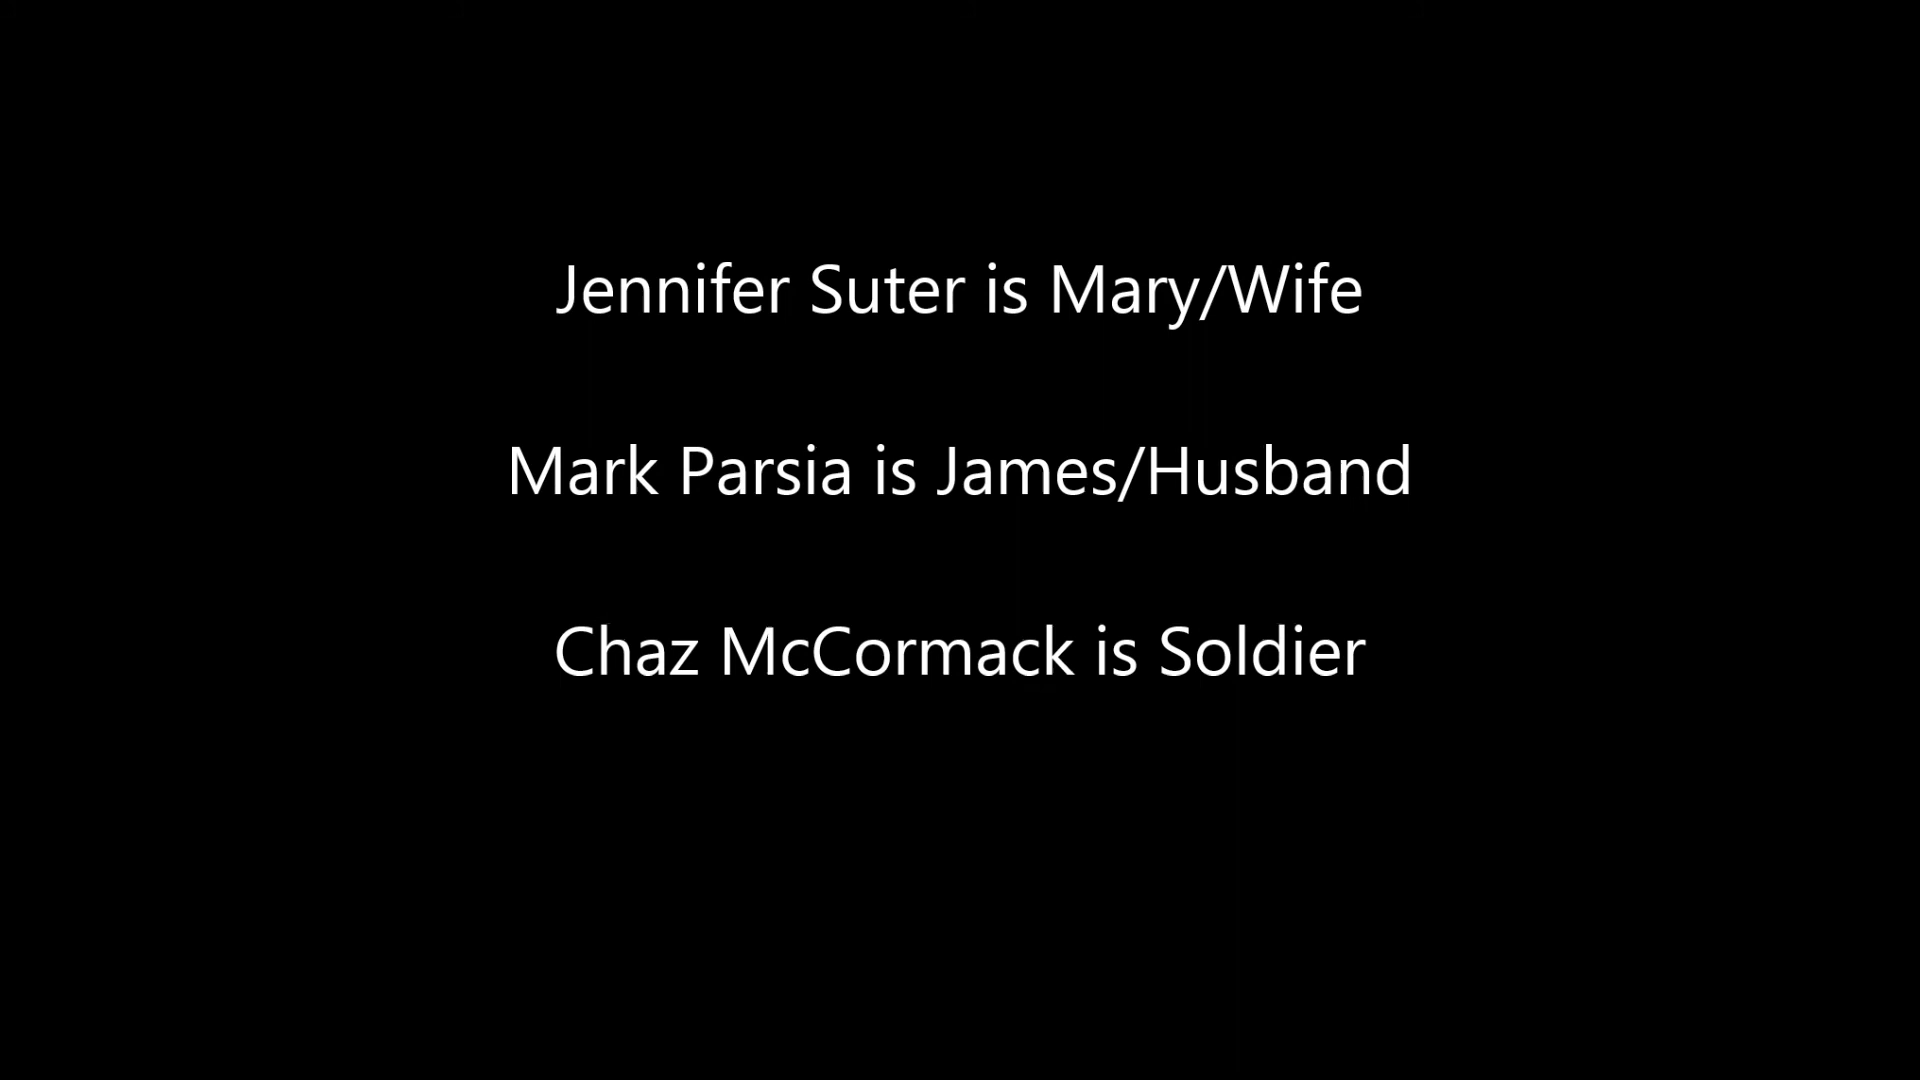 Jennifer Suter is Mary/Wife
Mark Parsia is James/Husband
Chaz McCormack is Soldier